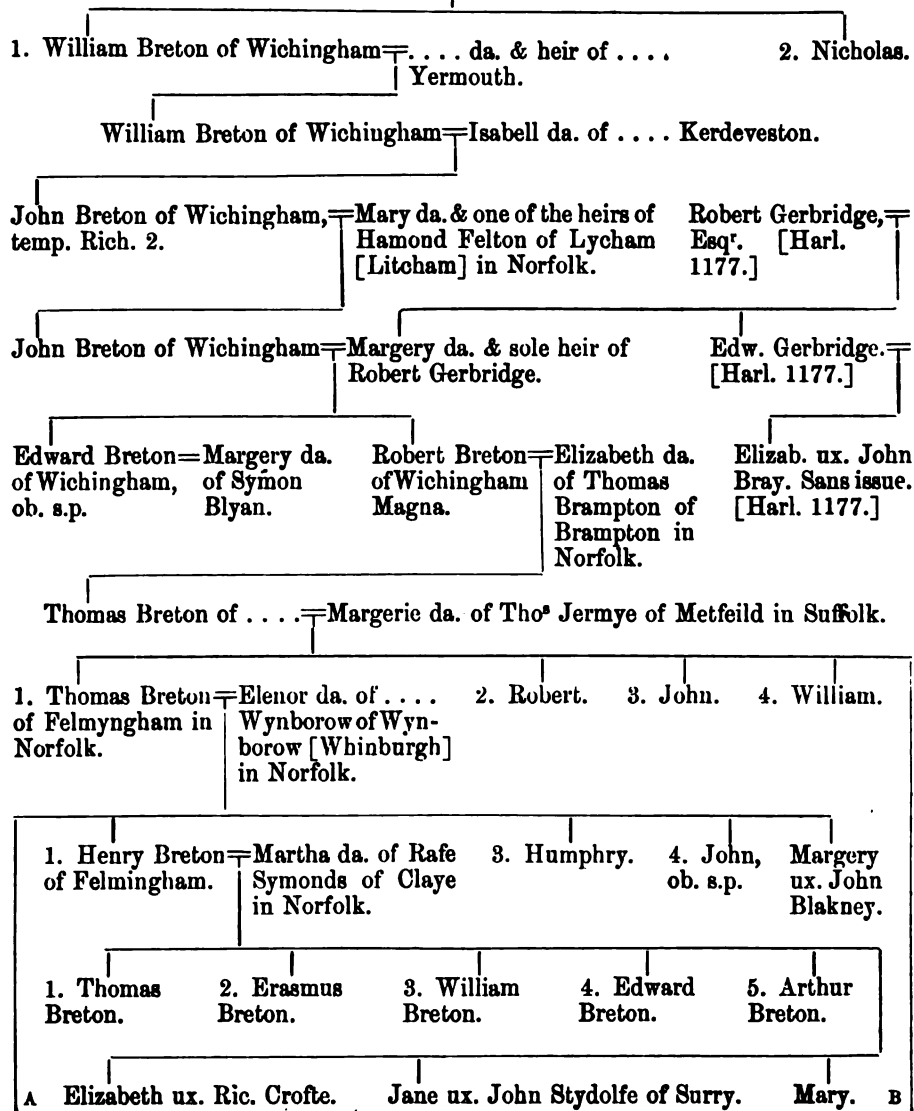 1. William Breton of Wichingham=. . . . da. & heir of . . . . 2. Nicholas.
Yermouth.
William Breton of Wichiugham=Isabell da. of . . . . Kerdeveston.
John Breton of Wichingham,=Mary da. & one of the heirs of Robert Gerbridge,=
temp. Rich. 2. Hamond Felton of Lycham Esqʳ. [Harl.
[Litcham] in Norfolk. 1177.]
John Breton of Wichingham=Margery da. & sole heir of Edw. Gerbridge.=
Robert Gerbridge. [Harl. 1177.]
Edward Breton=Margery da. Robert Breton=Elizabeth da. Elizab. ux. John
of Wichingham, of Symon of Wichingham of Thomas Bray. Sans issue.
ob. s.p. Blyan. Magna. Brampton of [Harl. 1177.]
Brampton in
Norfolk.
Thomas Breton of . . . .=Margerie da. of Thoˢ Jermye of Metfeild in Suffolk.
1. Thomas Breton=Elenor da. of . . . . 2. Robert. 3. John. 4. William.
of Felmyngham in Wynborow of Wyn-
Norfolk. borow [Whinburgh]
in Norfolk.
1. Henry Breton=Martha da. of Rafe 3. Humphry. 4. John, Margery
of Felmingham. Symonds of Claye ob. s.p. ux. John
in Norfolk. Blakney.
1. Thomas 2. Erasmus 3. William 4. Edward 5. Arthur
Breton. Breton. Breton. Breton. Breton.
A Elizabeth ux. Ric. Crofte. Jane ux. John Stydolfe of Surry. Mary. B